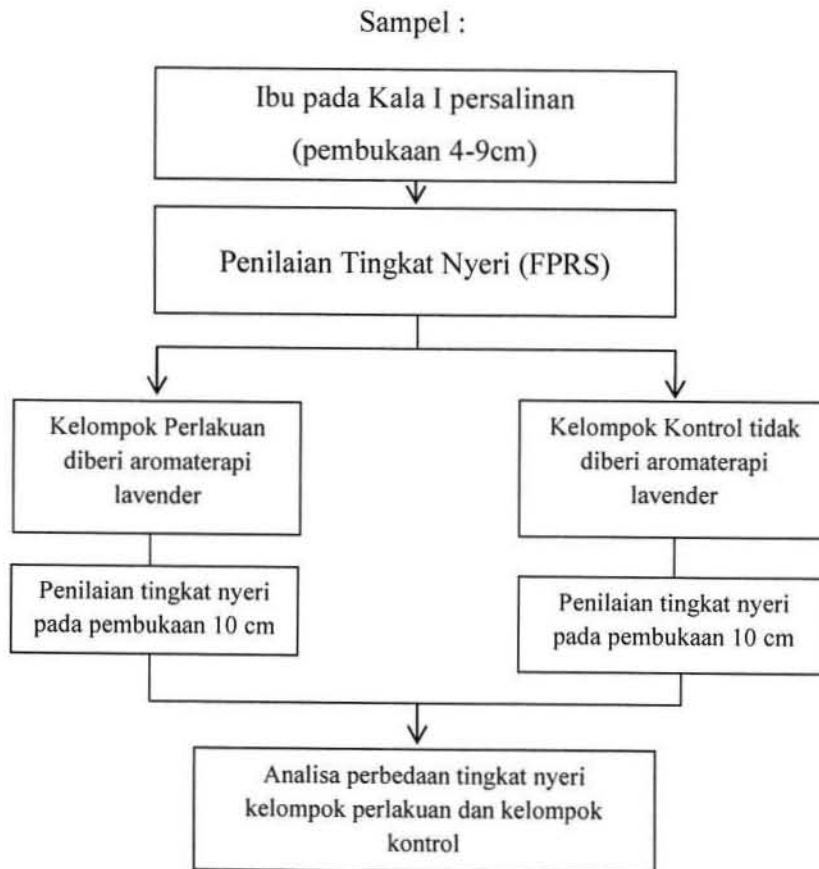 Sampel :
Ibu pada Kala I persalinan
(pembukaan 4-9cm)
Penilaian Tingkat Nyeri (FPRS)
Kelompok Perlakuan
diberi aromaterapi
lavender
Kelompok Kontrol tidak
diberi aromaterapi
lavender
Penilaian tingkat nyeri
pada pembukaan 10 cm
Penilaian tingkat nyeri
pada pembukaan 10 cm
Analisa perbedaan tingkat nyeri
kelompok perlakuan dan kelompok
kontrol